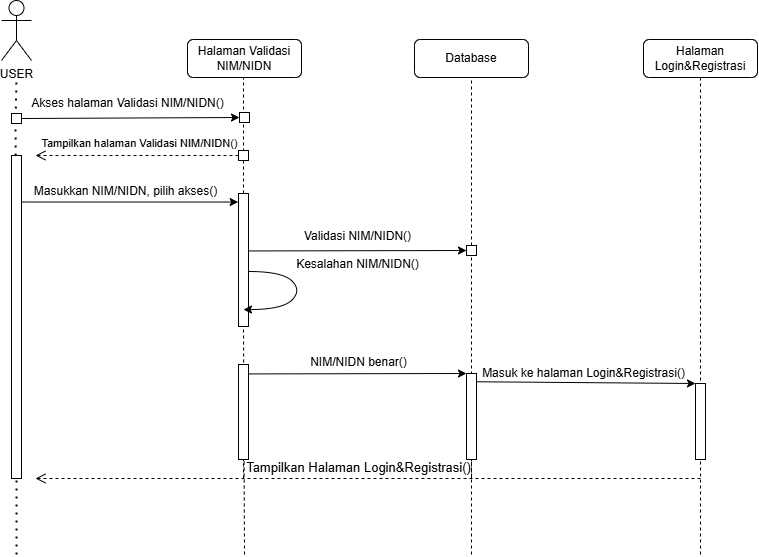 USER
Halaman Validasi
NIM/NIDN
Database
Halaman
Login&Registrasi
Akses halaman Validasi NIM/NIDN()
Tampilkan halaman Validasi NIM/NIDN()
Masukkan NIM/NIDN, pilih akses()
Validasi NIM/NIDN()
Kesalahan NIM/NIDN()
NIM/NIDN benar()
Masuk ke halaman Login&Registrasi()
Tampilkan Halaman Login&Registrasi()